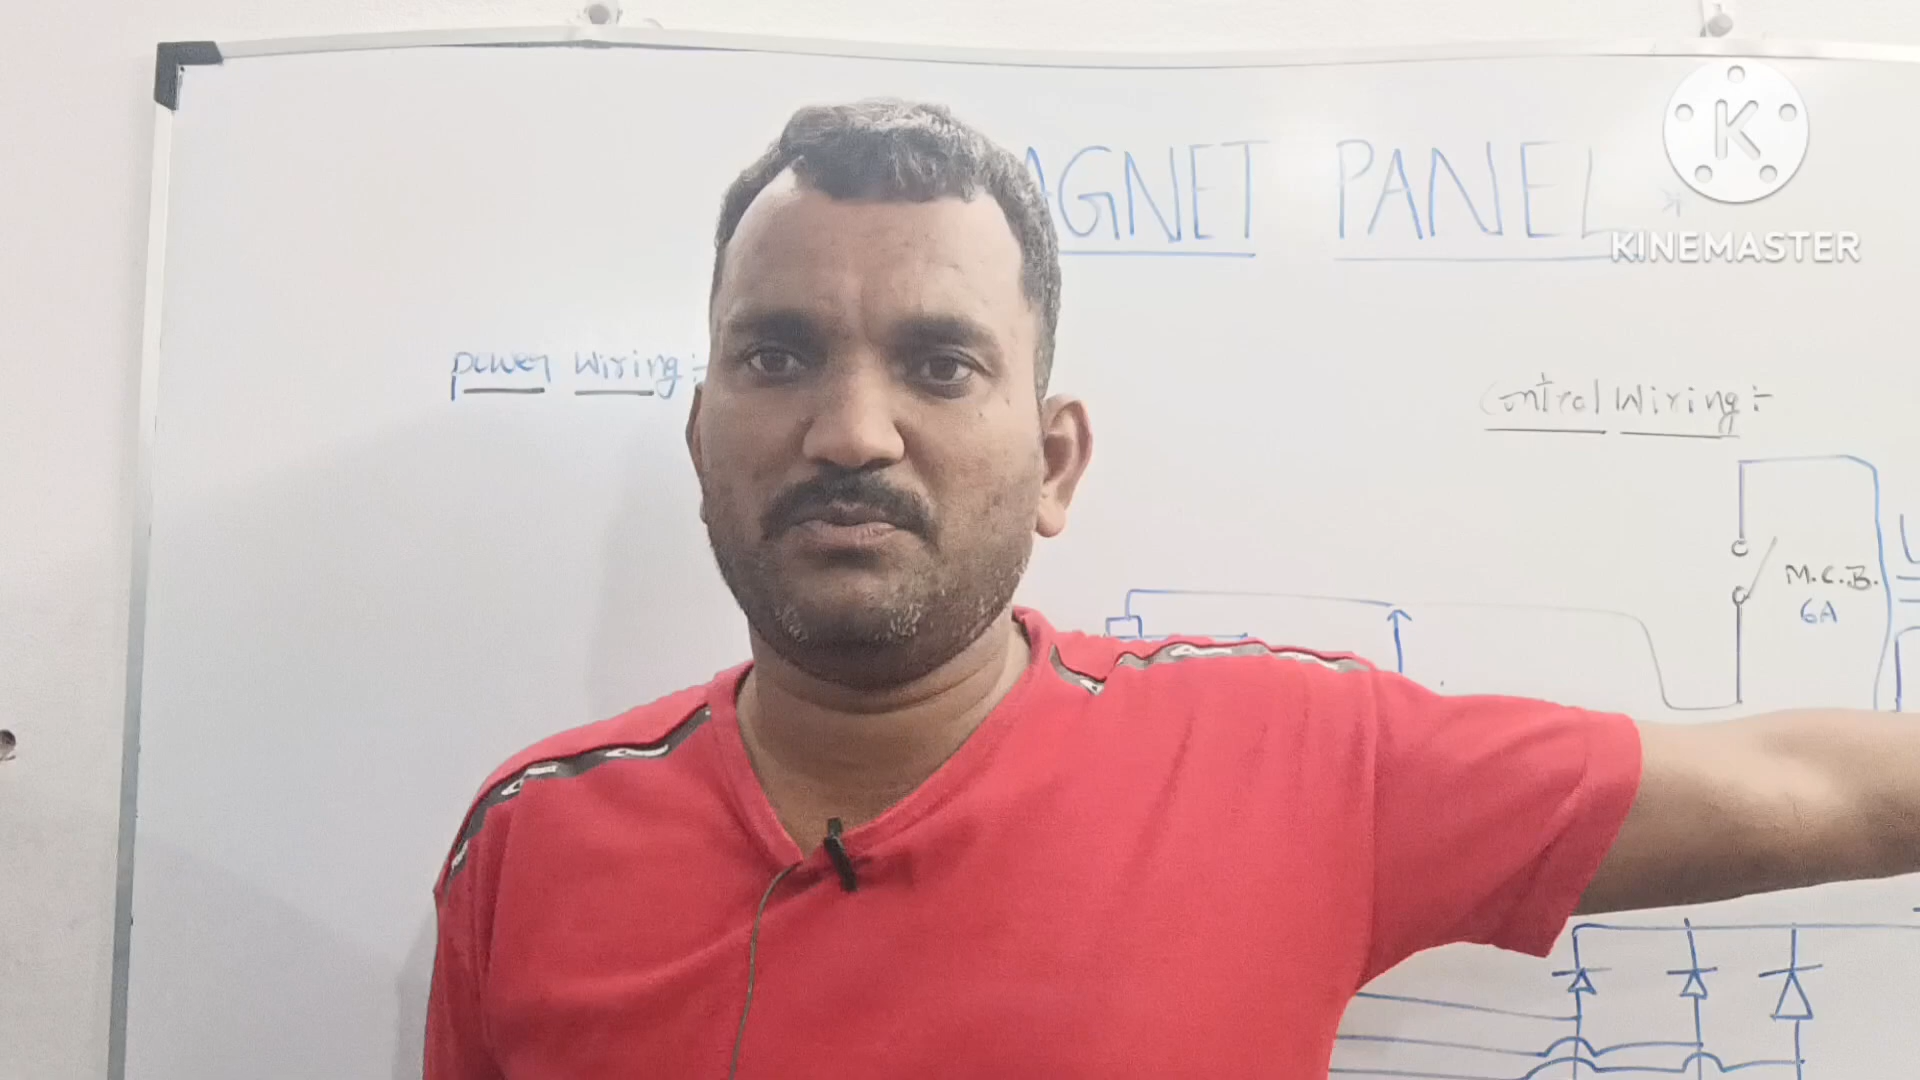 AGNET PANEL
K
KINEMASTER
power wiring :-
Control Wiring :-
M.C.B.
6A